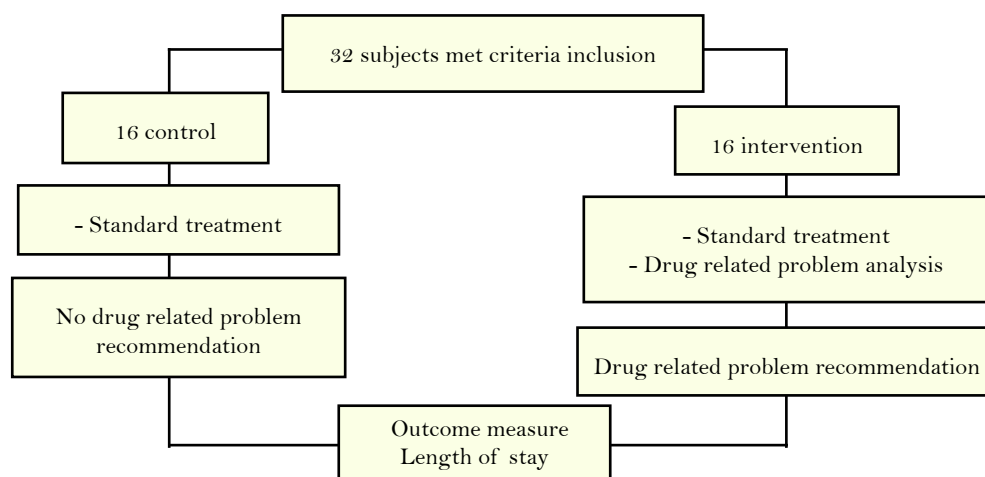 32 subjects met criteria inclusion
16 control
16 intervention
- Standard treatment
- Standard treatment
- Drug related problem analysis
No drug related problem
recommendation
Drug related problem recommendation
Outcome measure
Length of stay